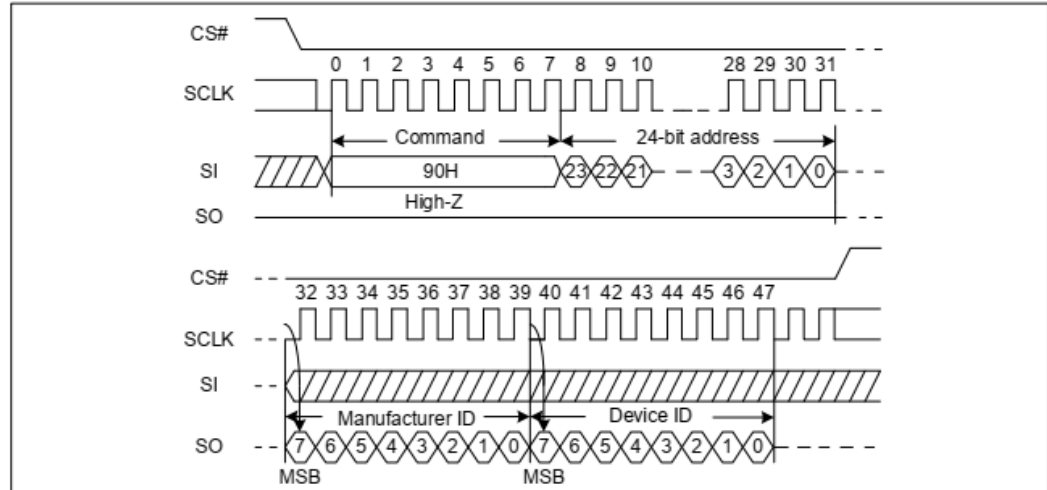 CS#
0 1 2 3 4 5 6 7 8 9 10 28 29 30 31
SCLK
Command 24-bit address
SI 90H 23 22 21 3 2 1 0
High-Z
SO
CS#
32 33 34 35 36 37 38 39 40 41 42 43 44 45 46 47
SCLK
SI
Manufacturer ID Device ID
SO 7 6 5 4 3 2 1 0 7 6 5 4 3 2 1 0
MSB MSB